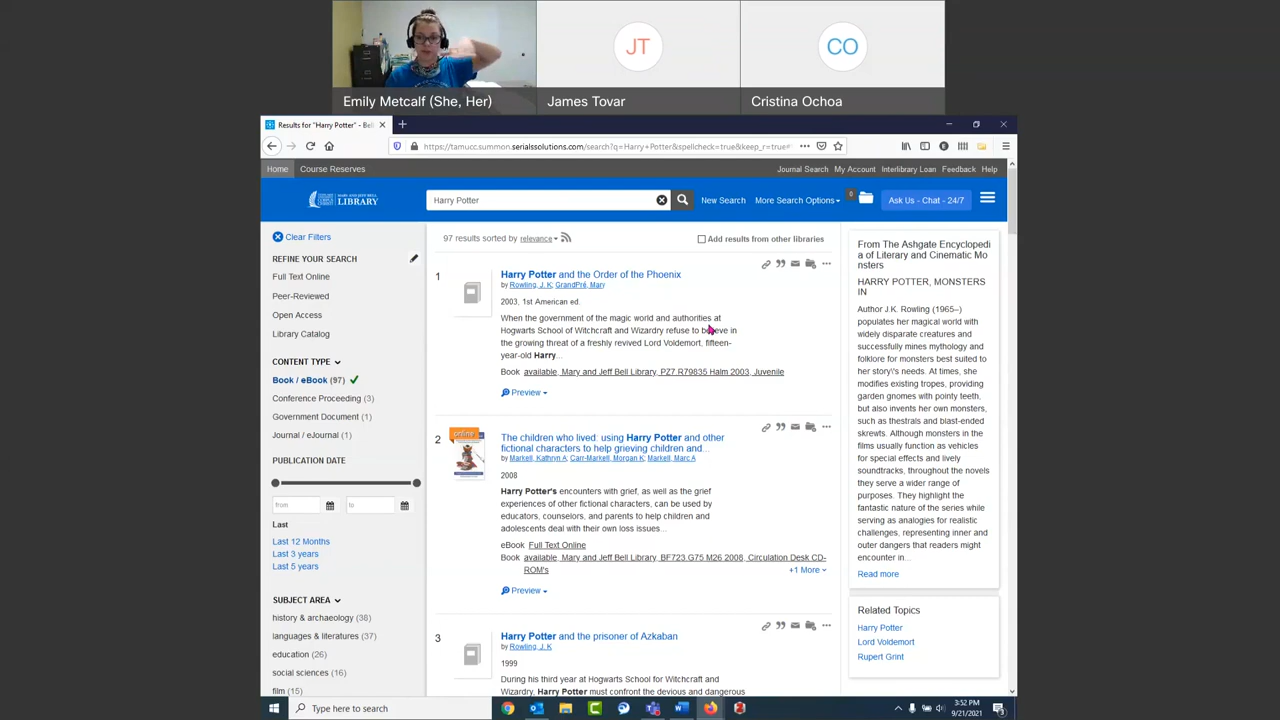 JT
CO
Emily Metcalf (She, Her)
James Tovar
Cristina Ochoa
Results for "Harry Potter" - Bell
https://tamucc.summon.serialssolutions.com/search?q=Harry+Potter&spellcheck=true&keep_r=true#
Home
Course Reserves
Journal Search
My Account
Interlibrary Loan
Feedback
Help
MARY AND JEFF BELL
LIBRARY
Harry Potter
New Search
More Search Options
0
Ask Us - Chat - 24/7
Clear Filters
REFINE YOUR SEARCH
Full Text Online
Peer-Reviewed
Open Access
Library Catalog
CONTENT TYPE
Book / eBook (97)
Conference Proceeding (3)
Government Document (1)
Journal / eJournal (1)
PUBLICATION DATE
from
to
Last
Last 12 Months
Last 3 years
Last 5 years
SUBJECT AREA
history & archaeology (38)
languages & literatures (37)
education (26)
social sciences (16)
film (15)
97 results sorted by relevance
Add results from other libraries
1
Harry Potter and the Order of the Phoenix
by Rowling, J. K; GrandPré, Mary
2003, 1st American ed.
When the government of the magic world and authorities at
Hogwarts School of Witchcraft and Wizardry refuse to believe in
the growing threat of a freshly revived Lord Voldemort, fifteen-
year-old Harry...
Book available, Mary and Jeff Bell Library, PZ7.R79835 Halm 2003, Juvenile
Preview
2
online
The children who lived: using Harry Potter and other
fictional characters to help grieving children and...
by Markell, Kathryn A; Carr-Markell, Morgan K; Markell, Marc A
2008
Harry Potter's encounters with grief, as well as the grief
experiences of other fictional characters, can be used by
educators, counselors, and parents to help children and
adolescents deal with their own loss issues...
eBook Full Text Online
Book available, Mary and Jeff Bell Library, BF723.G75 M26 2008, Circulation Desk CD-
ROM's
+1 More
Preview
3
Harry Potter and the prisoner of Azkaban
by Rowling, J. K
1999
During his third year at Hogwarts School for Witchcraft and
Wizardry, Harry Potter must confront the devious and dangerous
From The Ashgate Encyclopedi
a of Literary and Cinematic Mo
nsters
HARRY POTTER, MONSTERS
IN
Author J.K. Rowling (1965–)
populates her magical world with
widely disparate creatures and
successfully mines mythology and
folklore for monsters best suited to
her story\'s needs. At times, she
modifies existing tropes, providing
garden gnomes with pointy teeth,
but also invents her own monsters,
such as thestrals and blast-ended
skrewts. Although monsters in the
films usually function as vehicles
for special effects and lively
soundtracks, throughout the novels
they serve a wider range of
purposes. They highlight the
fantastic nature of the series while
serving as analogies for realistic
challenges, representing inner and
outer dangers that readers might
encounter in...
Read more
Related Topics
Harry Potter
Lord Voldemort
Rupert Grint
Type here to search
3:52 PM
9/21/2021